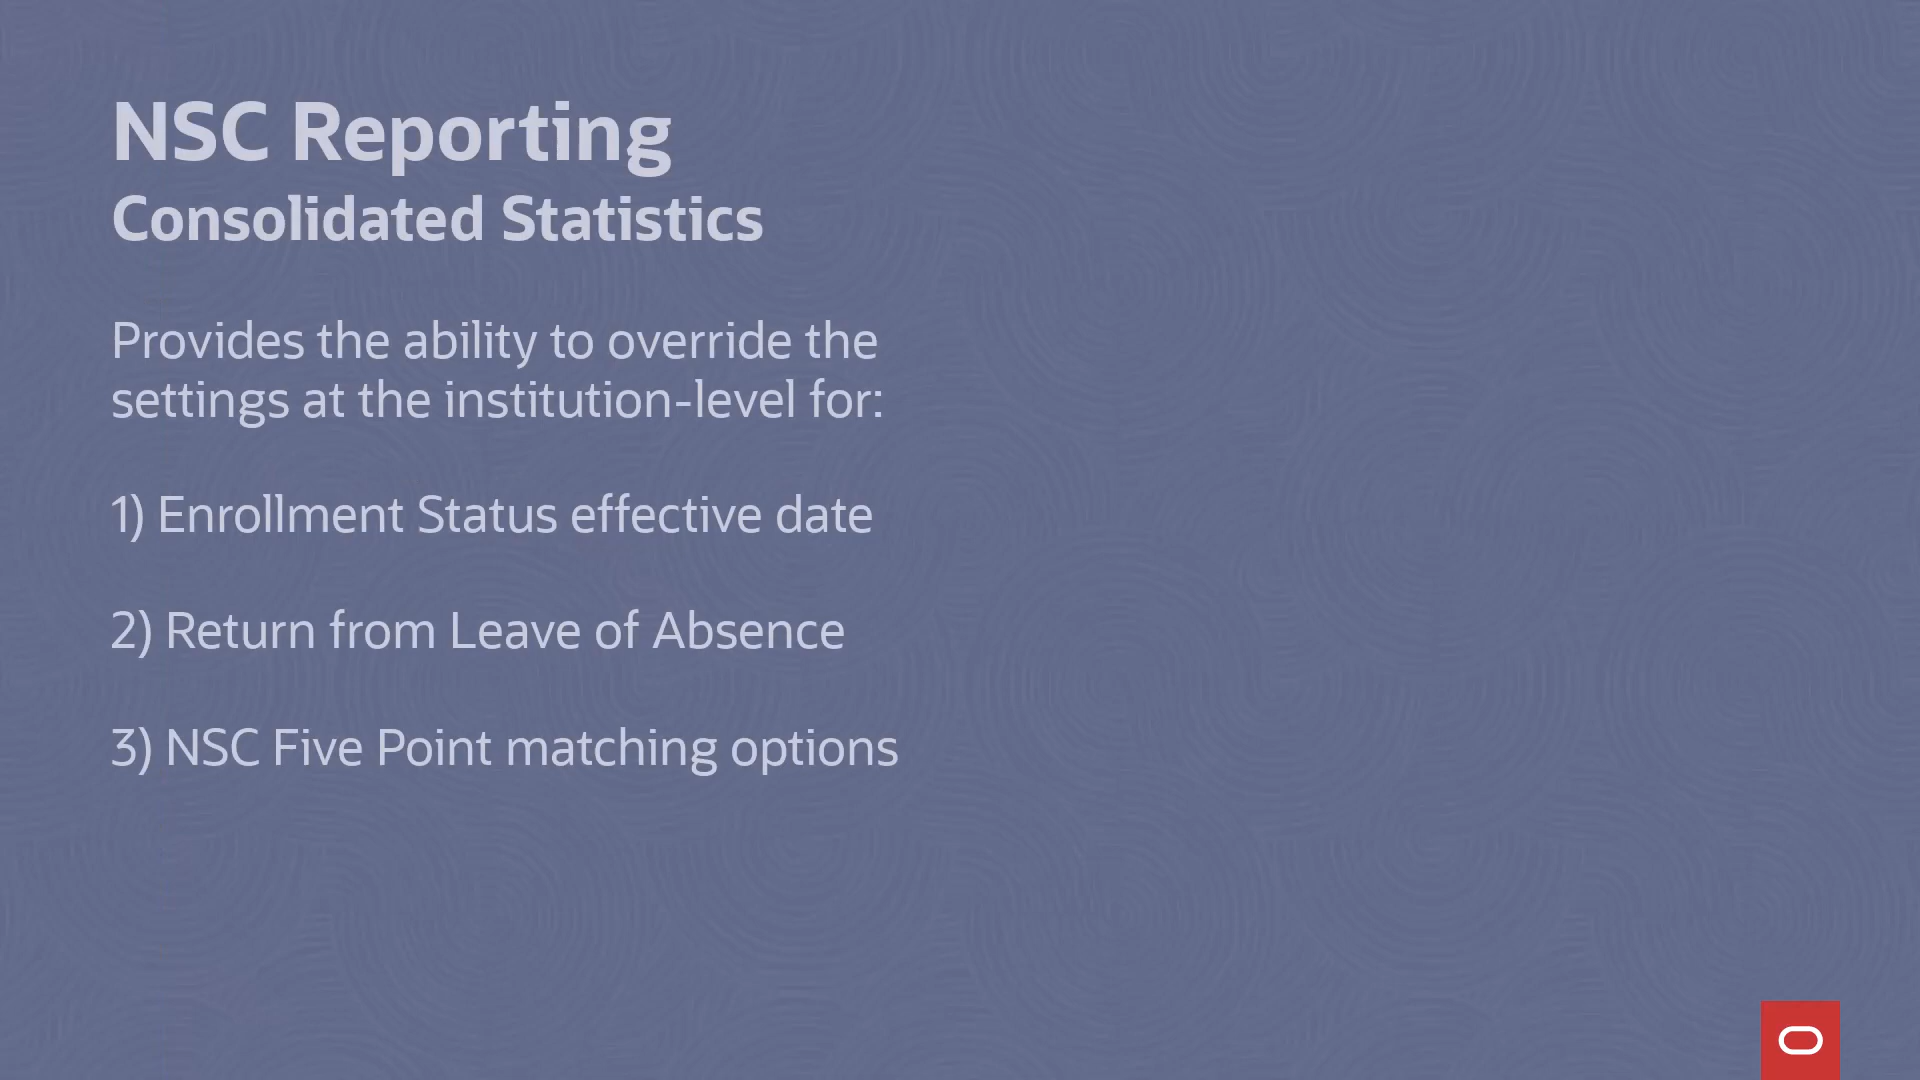 NSC Reporting
Consolidated Statistics
Provides the ability to override the
settings at the institution-level for:
1) Enrollment Status effective date
2) Return from Leave of Absence
3) NSC Five Point matching options